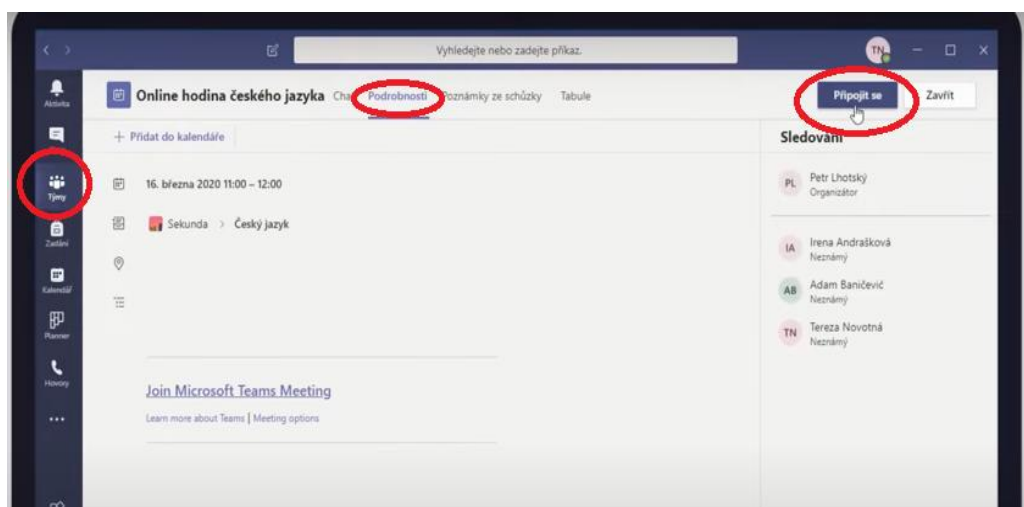 Vyhledejte nebo zadejte příkaz.
TN
Aktivita
Online hodina českého jazyka
Podrobnosti
Poznámky ze schůzky
Tabule
Připojit se
Zavřít
Přidat do kalendáře
Sledování
Týmy
16. března 2020 11:00 – 12:00
PL
Petr Lhotský
Organizátor
Zadání
Sekunda > Český jazyk
IA
Irena Andrašková
Neznámý
Kalendář
AB
Adam Baničević
Neznámý
Planner
TN
Tereza Novotná
Neznámý
Hovory
Join Microsoft Teams Meeting
Learn more about Teams | Meeting options